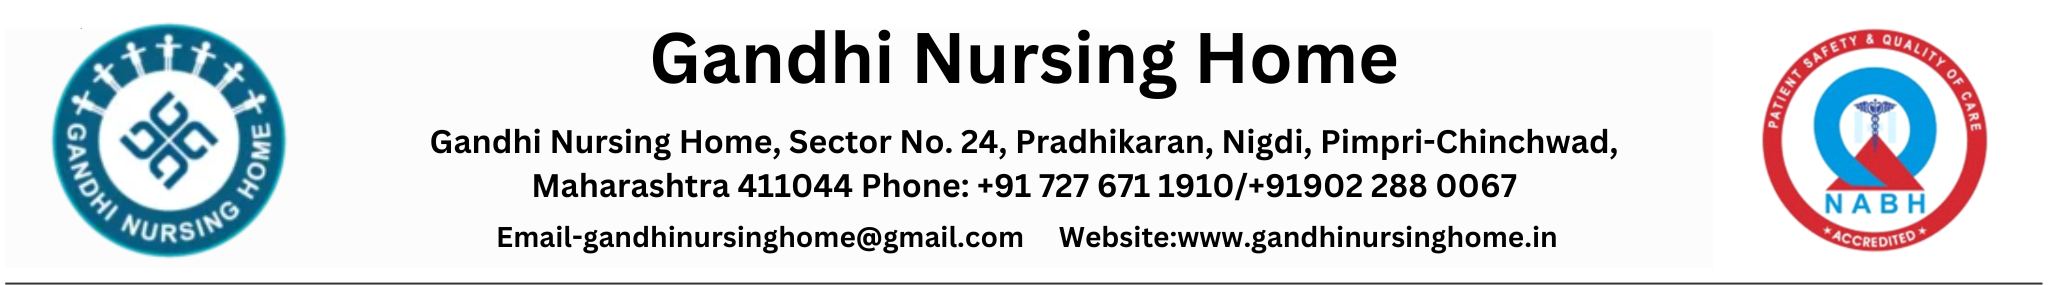 GANDHI NURSING HOME
Gandhi Nursing Home
Gandhi Nursing Home, Sector No. 24, Pradhikaran, Nigdi, Pimpri-Chinchwad,
Maharashtra 411044 Phone: +91 727 671 1910/+91902 288 0067
Email-gandhinursinghome@gmail.com Website:www.gandhinursinghome.in
PATIENT SAFETY & QUALITY OF CARE
NABH
ACCREDITED